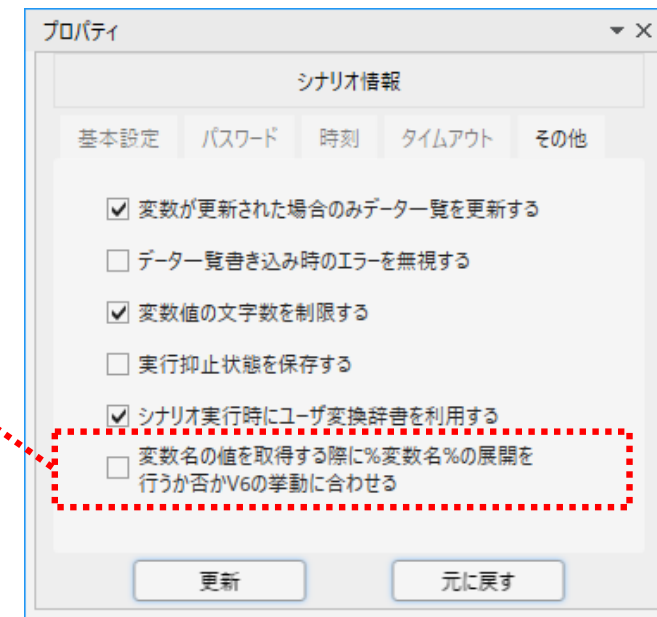 プロパティ
シナリオ情報
基本設定 パスワード 時刻 タイムアウト その他
変数が更新された場合のみデータ一覧を更新する
データ一覧書き込み時のエラーを無視する
変数値の文字数を制限する
実行抑止状態を保存する
シナリオ実行時にユーザ変換辞書を利用する
変数名の値を取得する際に%変数名%の展開を
行うか否かV6の挙動に合わせる
更新 元に戻す